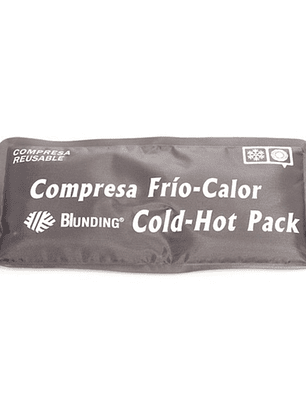 COMPRESA
REUSABLE
Compresa Frío-Calor
BLUNDING® Cold-Hot Pack